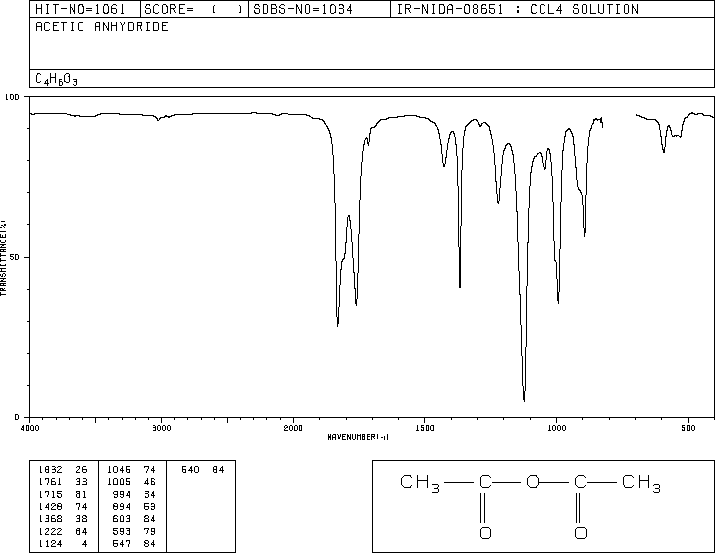 HIT-NO=1061 SCORE= ( ) SDBS-NO=1034 IR-NIDA-08651 : CCL4 SOLUTION
ACETIC ANHYDRIDE
C4H6O3
100
50
0
TRANSMITTANCE(%)
4000 3000 2000 1500 1000 500
WAVENUMBER(-1)
1832 26 1046 74 540 84
1761 33 1005 46
1715 81 994 34
1428 74 894 53
1368 38 603 84
1222 64 593 79
1124 4 547 84
CH3 C O C CH3
O O